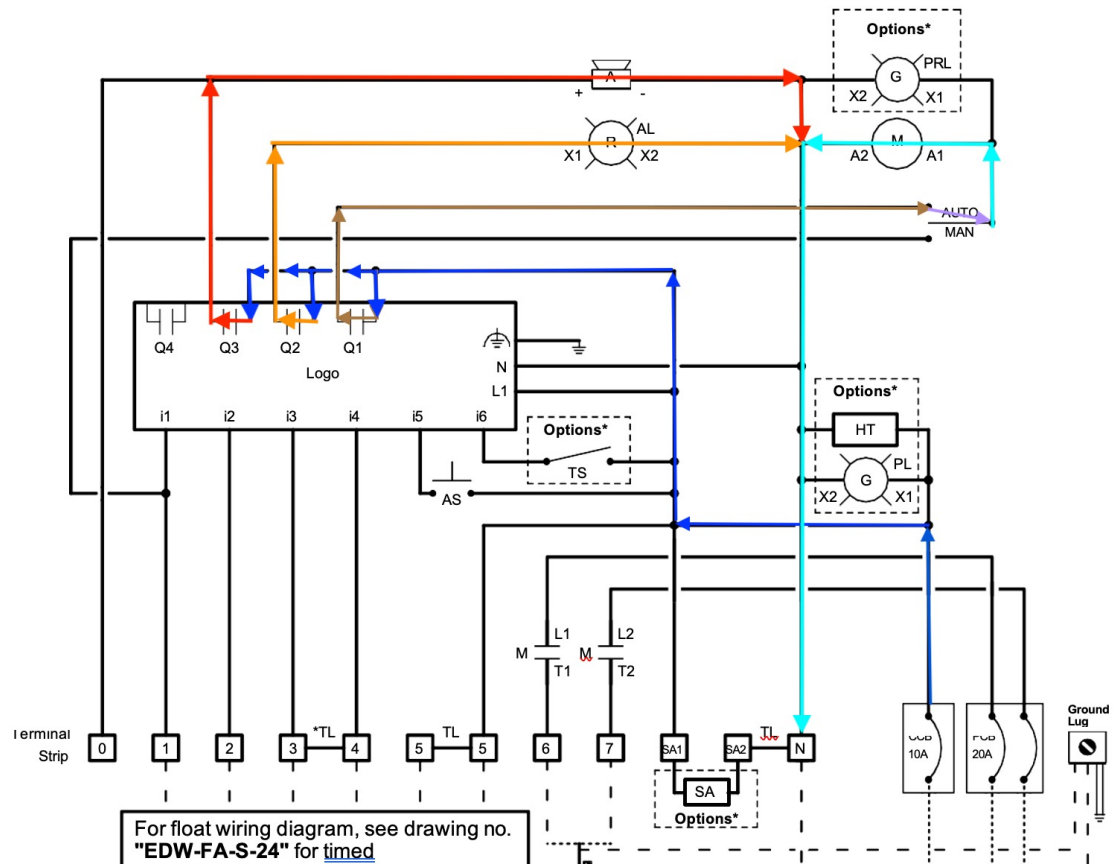 Options*
PRL
G
X2 X1
A
+ -
AL
R
X1 X2
M
A2 A1
AUTO
MAN
Q4 Q3 Q2 Q1
Logo
N
L1
i1 i2 i3 i4 i5 i6
Options*
TS
AS
Options*
HT
PL
G
X2 X1
L1 L2
M M
T1 T2
Strip
0 1 2 3 *TL 4 5 TL 5 6 7 SA1 SA2 TL N
10A
20A
Ground
Lug
SA
Options*
For float wiring diagram, see drawing no.
"EDW-FA-S-24" for timed